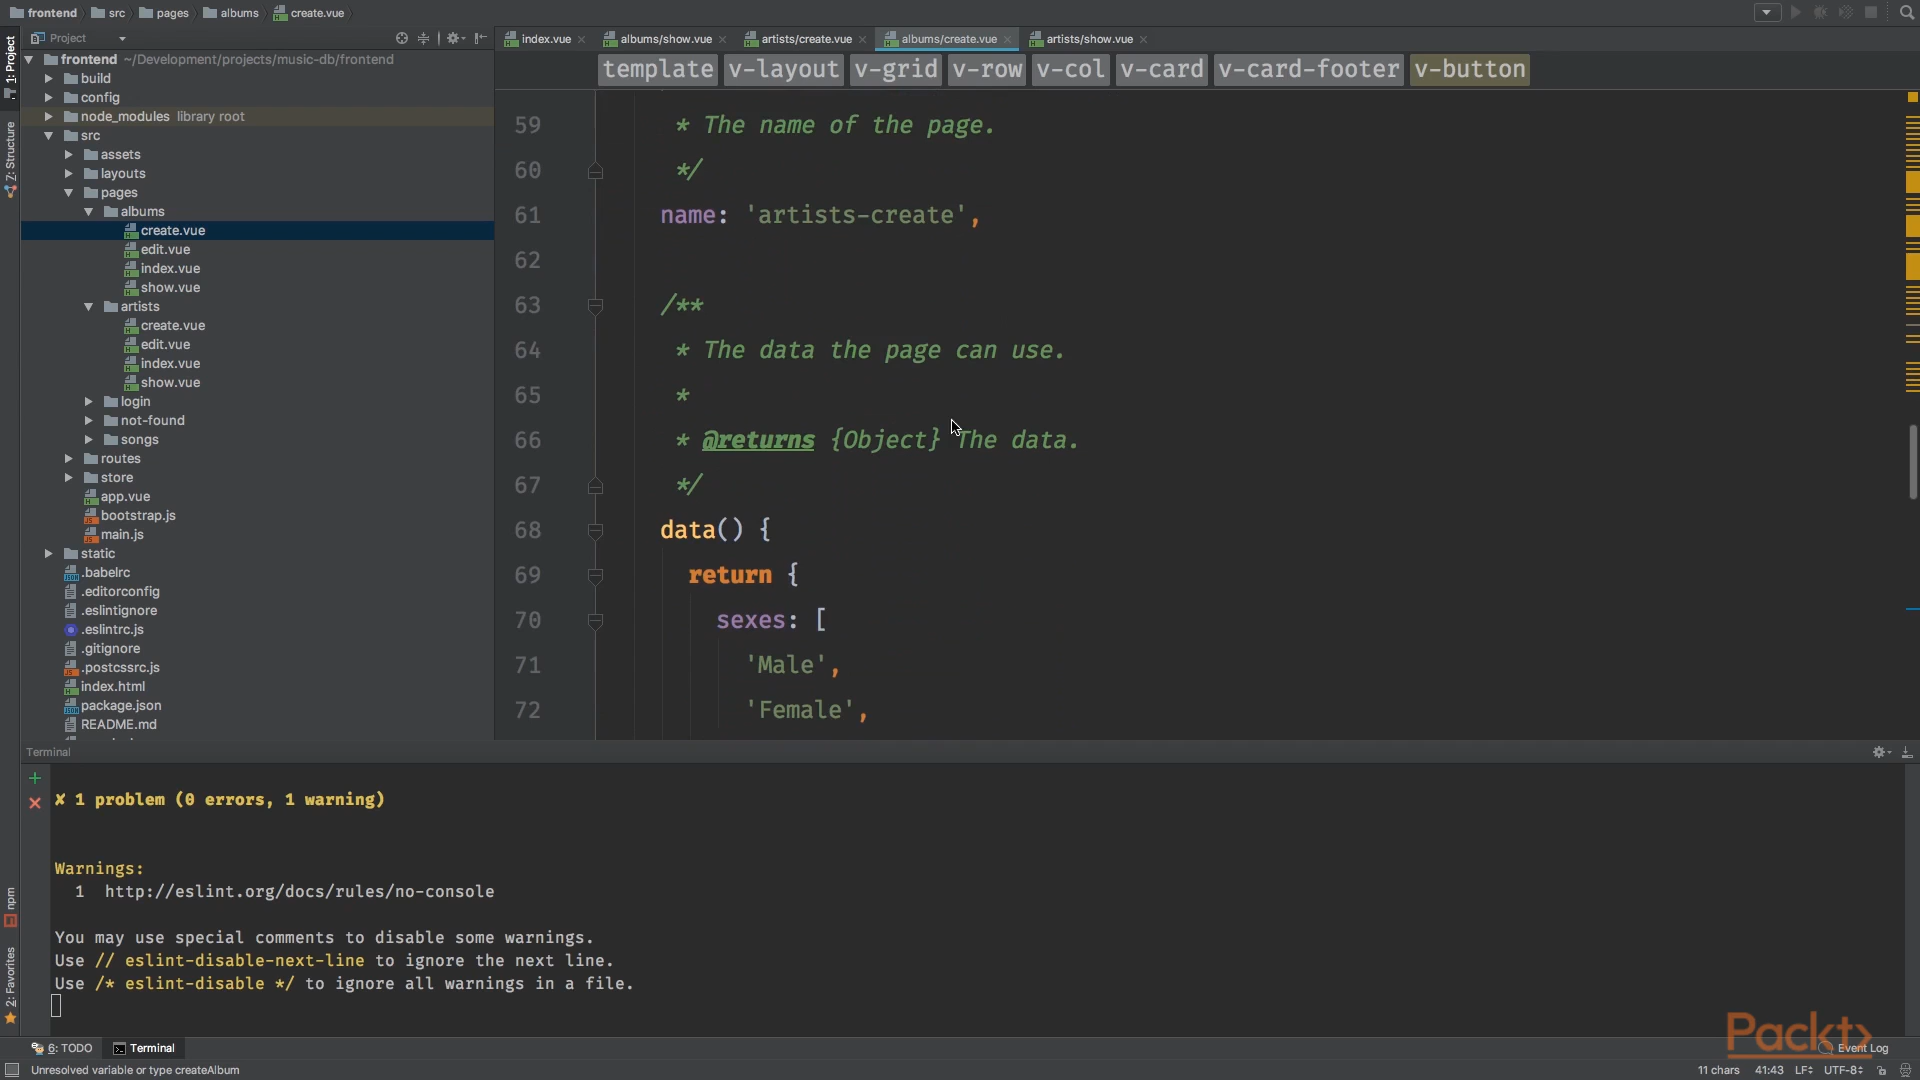 frontend src pages albums create.vue
1: Project
Project
index.vue albums/show.vue artists/create.vue albums/create.vue artists/show.vue
template v-layout v-grid v-row v-col v-card v-card-footer v-button
frontend ~/Development/projects/music-db/frontend
build
config
node_modules library root
src
assets
layouts
pages
albums
create.vue
edit.vue
index.vue
show.vue
artists
create.vue
edit.vue
index.vue
show.vue
login
not-found
songs
routes
store
app.vue
bootstrap.js
main.js
static
.babelrc
.editorconfig
.eslintignore
.eslintrc.js
.gitignore
.postcssrc.js
index.html
package.json
README.md
Z: Structure
npm
2: Favorites
59 * The name of the page.
60 */
61 name: 'artists-create',
62
63 /**
64 * The data the page can use.
65 *
66 * @returns {Object} The data.
67 */
68 data() {
69 return {
70 sexes: [
71 'Male',
72 'Female',
Terminal
✘ 1 problem (0 errors, 1 warning)
Warnings:
1 http://eslint.org/docs/rules/no-console
You may use special comments to disable some warnings.
Use // eslint-disable-next-line to ignore the next line.
Use /* eslint-disable */ to ignore all warnings in a file.
Packt>
6: TODO Terminal Event Log
Unresolved variable or type createAlbum 11 chars 41:43 LF UTF-8